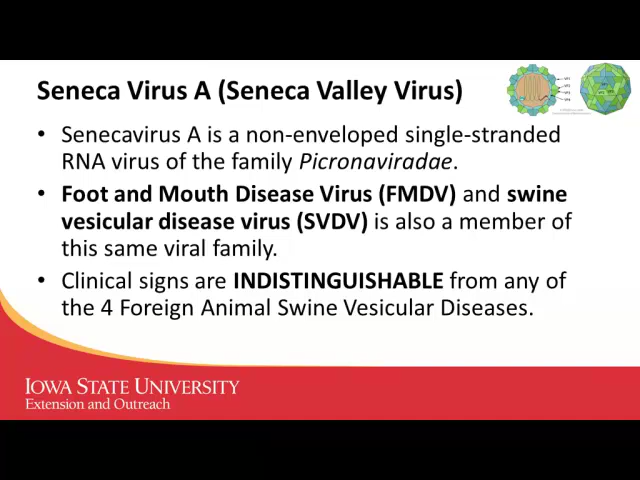 Seneca Virus A (Seneca Valley Virus)
• Senecavirus A is a non-enveloped single-stranded
RNA virus of the family Picronaviradae.
• Foot and Mouth Disease Virus (FMDV) and swine
vesicular disease virus (SVDV) is also a member of
this same viral family.
• Clinical signs are INDISTINGUISHABLE from any of
the 4 Foreign Animal Swine Vesicular Diseases.
IOWA STATE UNIVERSITY
Extension and Outreach